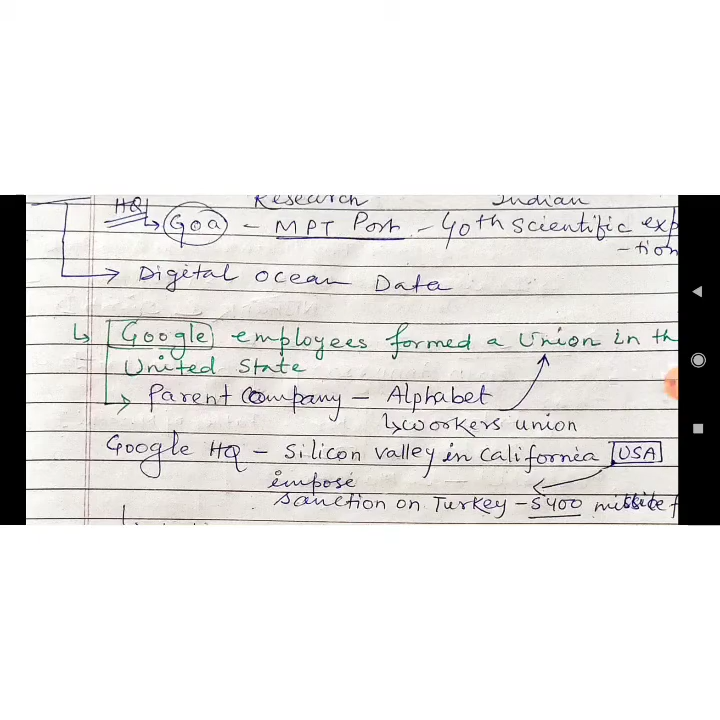 Research Indian
HQ
Goa - MPT Port - 40th Scientific exp
-tion
Digital Ocean Data
Google employees formed a Union in th
United State
Parent Company - Alphabet
workers union
Google HQ - Silicon Valley in California USA
impose
Sanction on Turkey - S400 missile f